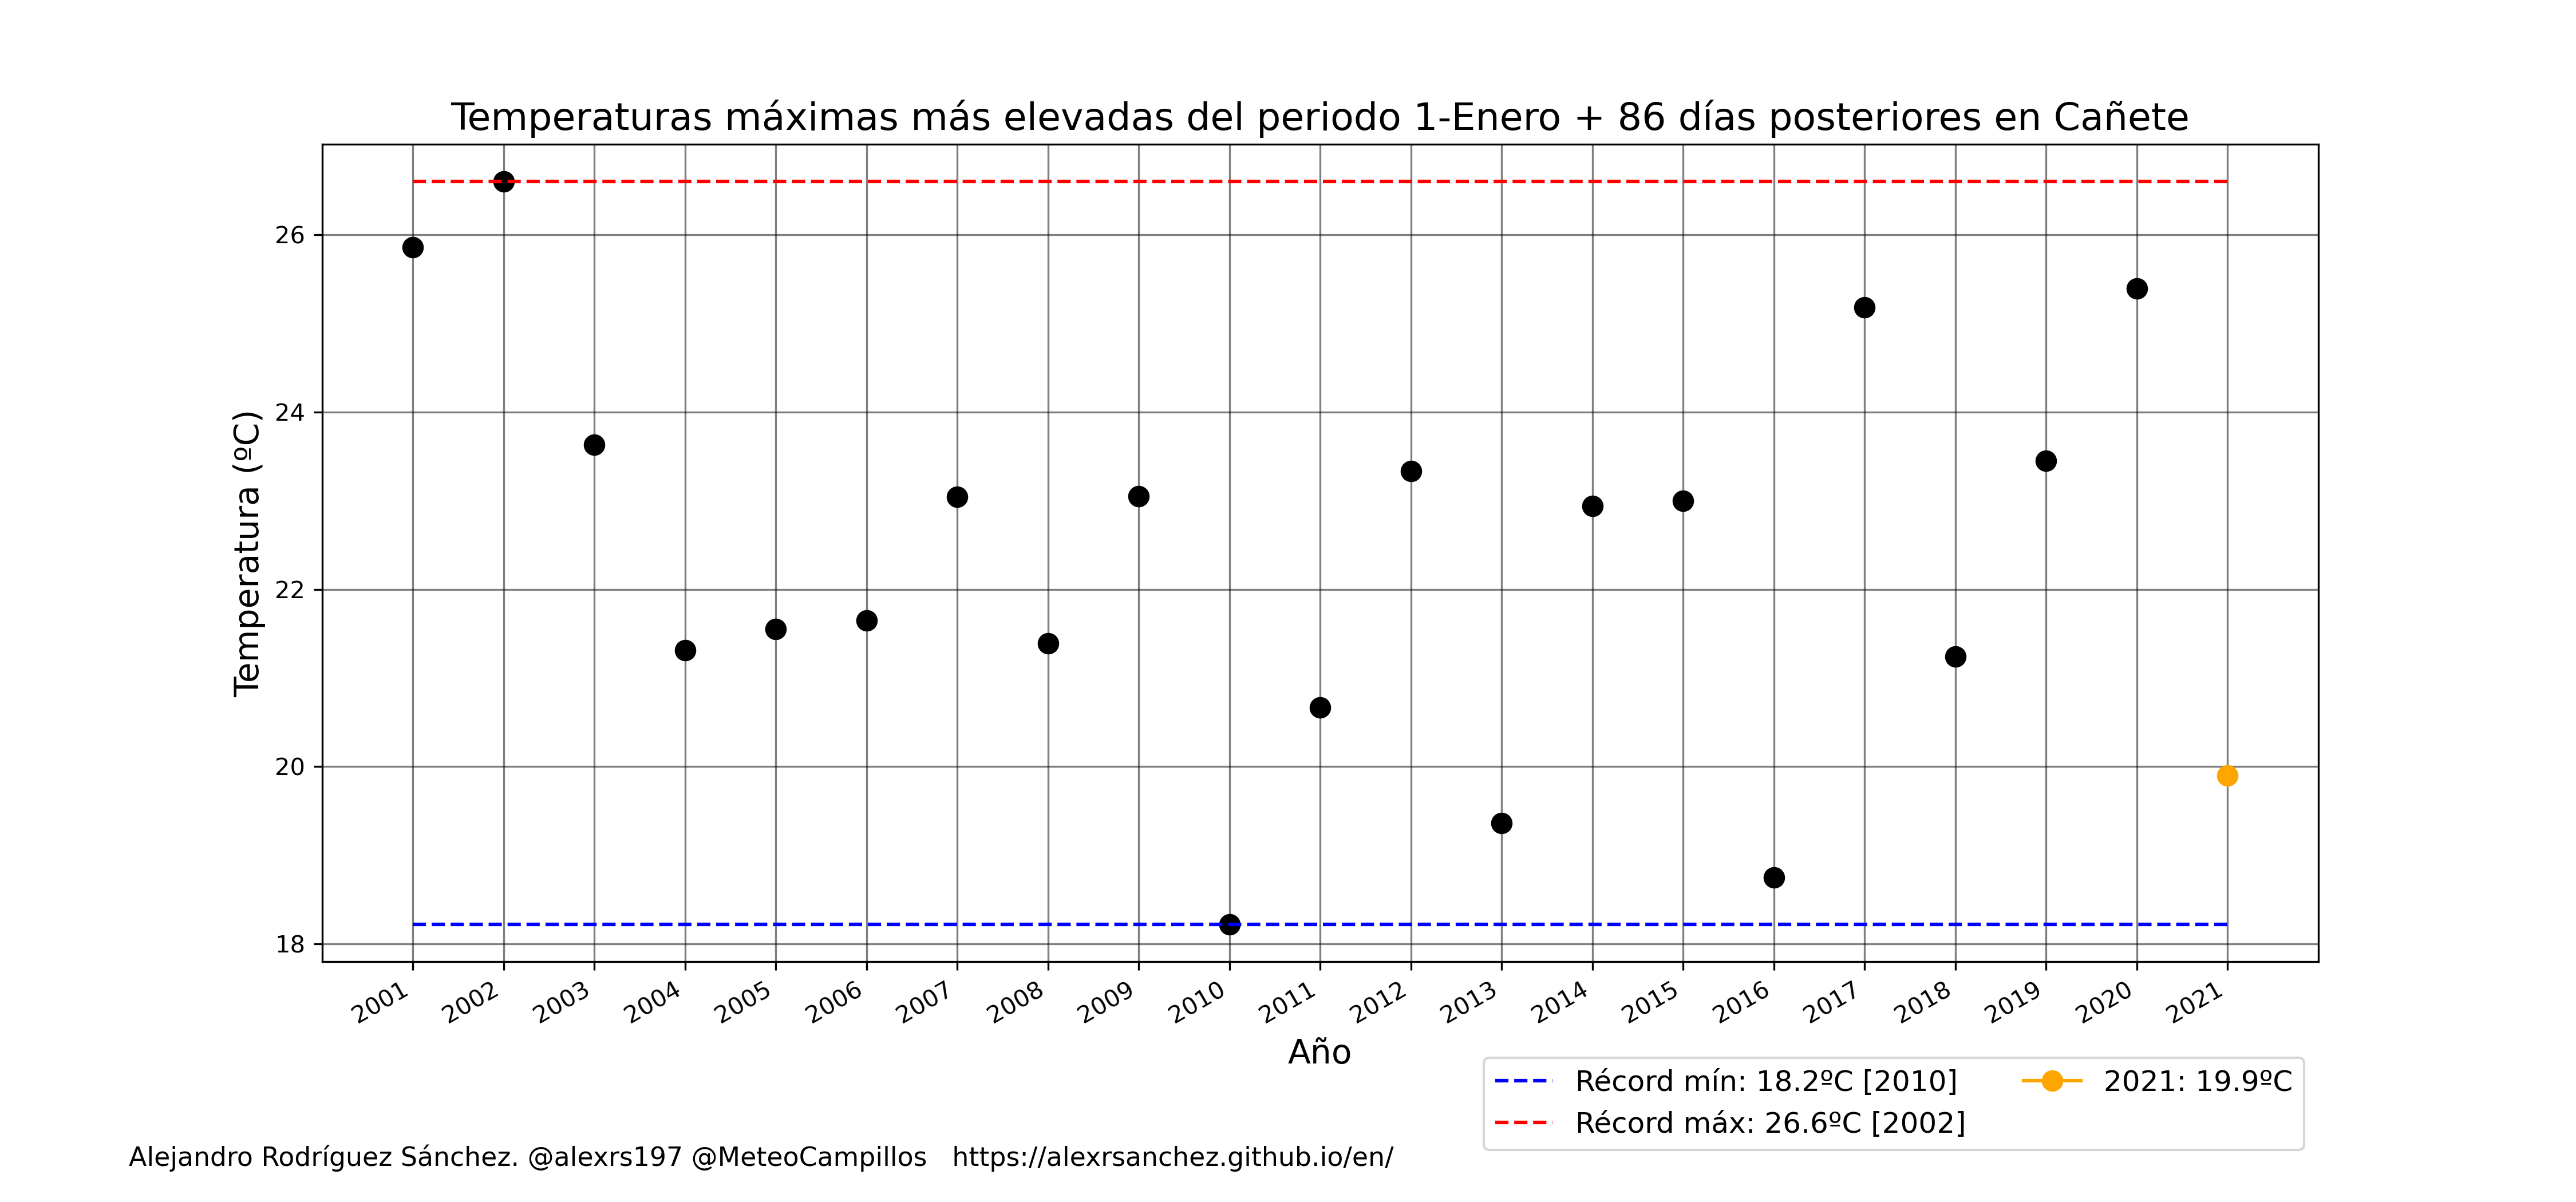 Temperaturas máximas más elevadas del periodo 1-Enero + 86 días posteriores en Cañete
Temperatura (ºC)
26
24
22
20
18
2001 2002 2003 2004 2005 2006 2007 2008 2009 2010 2011 2012 2013 2014 2015 2016 2017 2018 2019 2020 2021
Año
Récord mín: 18.2ºC [2010] 2021: 19.9ºC
Récord máx: 26.6ºC [2002]
Alejandro Rodríguez Sánchez. @alexrs197 @MeteoCampillos https://alexrsanchez.github.io/en/